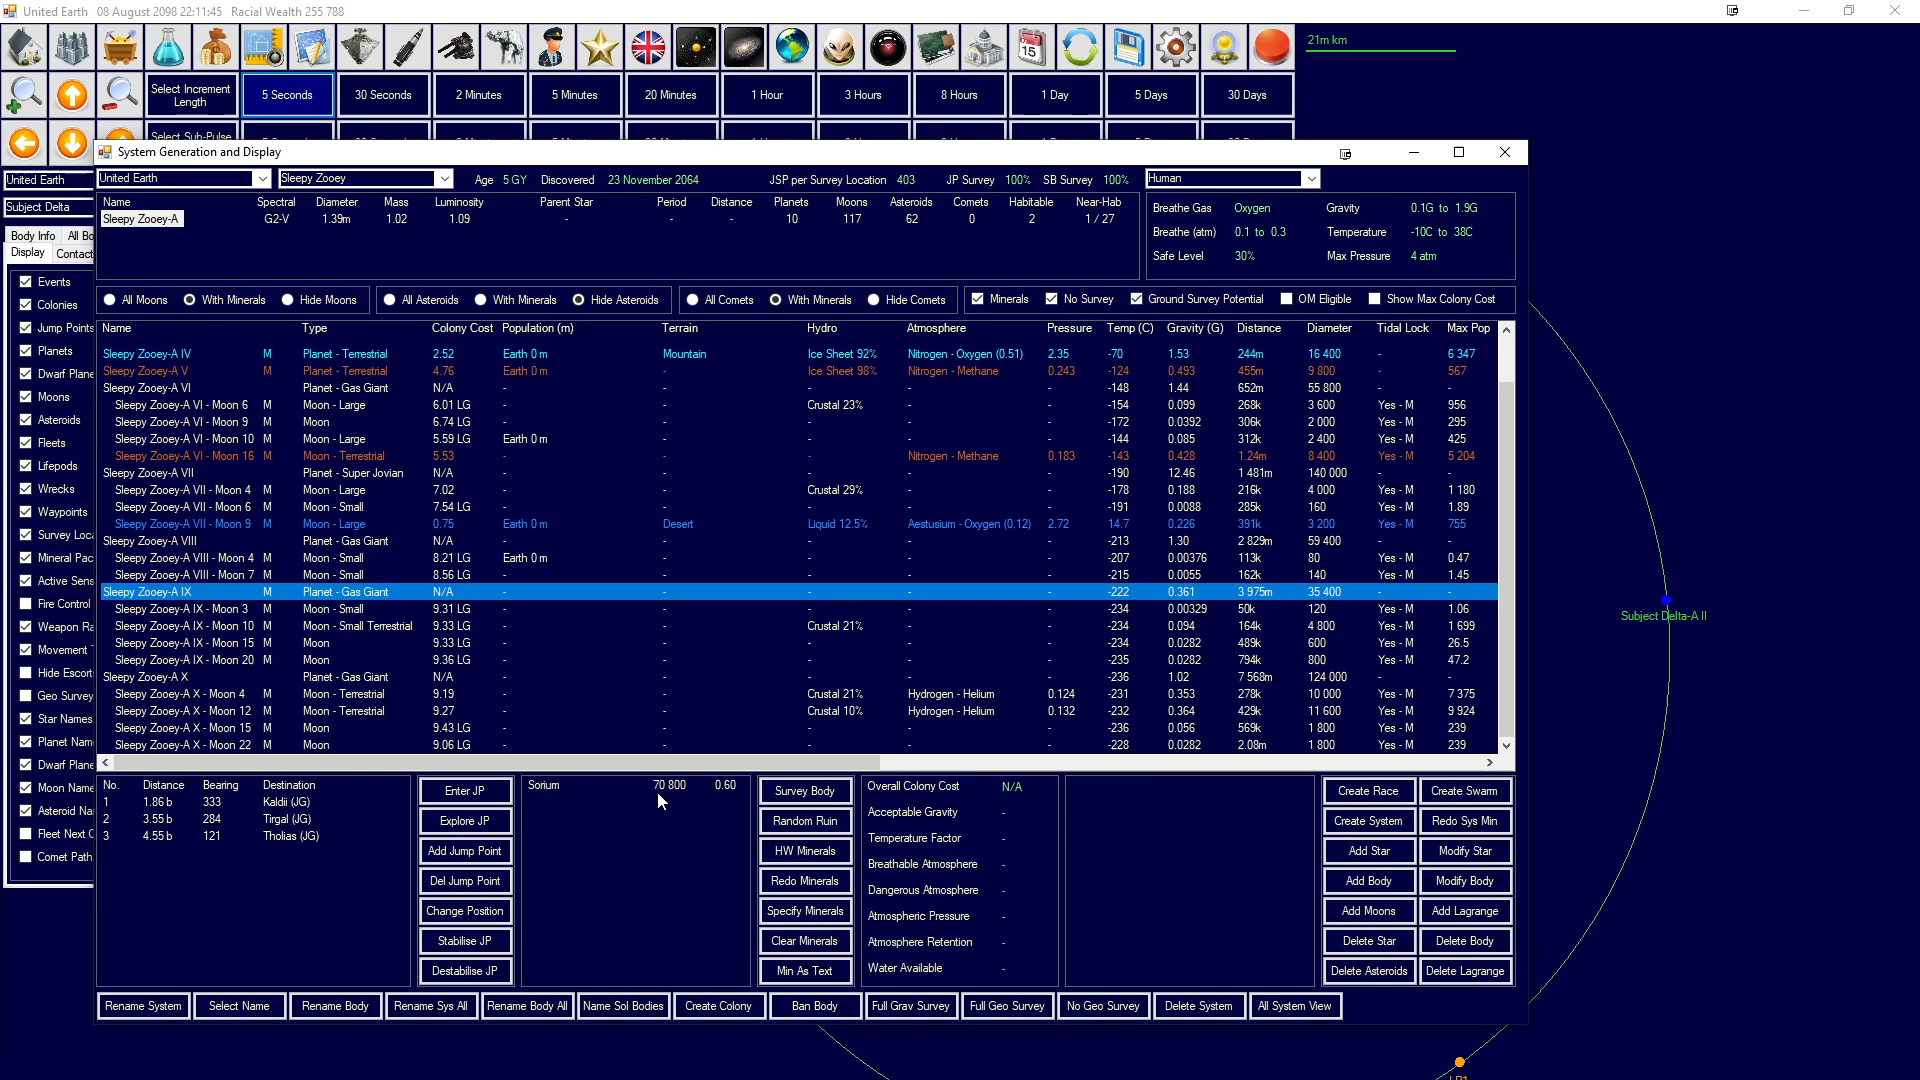 United Earth 08 August 2098 22:11:45 Racial Wealth 255 788
21m km
Select Increment Length
5 Seconds
30 Seconds
2 Minutes
5 Minutes
20 Minutes
1 Hour
3 Hours
8 Hours
1 Day
5 Days
30 Days
System Generation and Display
United Earth
Subject Delta
Body Info
Display
Contact
Events
Colonies
Jump Points
Planets
Dwarf Plane
Moons
Asteroids
Fleets
Lifepods
Wrecks
Waypoints
Survey Loca
Mineral Pac
Active Sens
Fire Control
Weapon Ra
Movement
Hide Escort
Geo Survey
Star Names
Planet Nam
Dwarf Plane
Moon Name
Asteroid Na
Fleet Next
Comet Path
United Earth Sleepy Zooey Age 5 GY Discovered 23 November 2064 JSP per Survey Location 403 JP Survey 100% SB Survey 100% Human
Name Spectral Diameter Mass Luminosity Parent Star Period Distance Planets Moons Asteroids Comets Habitable Near-Hab
Sleepy Zooey-A G2-V 1.39m 1.02 1.09 - - - 10 117 62 0 2 1 / 27
Breathe Gas Oxygen Gravity 0.1G to 1.9G
Breathe (atm) 0.1 to 0.3 Temperature -10C to 38C
Safe Level 30% Max Pressure 4 atm
All Moons With Minerals Hide Moons All Asteroids With Minerals Hide Asteroids All Comets With Minerals Hide Comets Minerals No Survey Ground Survey Potential OM Eligible Show Max Colony Cost
Name Type Colony Cost Population (m) Terrain Hydro Atmosphere Pressure Temp (C) Gravity (G) Distance Diameter Tidal Lock Max Pop
Sleepy Zooey-A IV M Planet - Terrestrial 2.52 Earth 0 m Mountain Ice Sheet 92% Nitrogen - Oxygen (0.51) 2.35 -70 1.53 244m 16 400 - 6 347
Sleepy Zooey-A V M Planet - Terrestrial 4.76 Earth 0 m - Ice Sheet 98% Nitrogen - Methane 0.243 -124 0.493 455m 9 800 - 567
Sleepy Zooey-A VI Planet - Gas Giant N/A - - - - - -148 1.44 652m 55 800 - -
Sleepy Zooey-A VI - Moon 6 M Moon - Large 6.01 LG - - Crustal 23% - - -154 0.099 268k 3 600 Yes - M 956
Sleepy Zooey-A VI - Moon 9 M Moon 6.74 LG - - - - - -172 0.0392 306k 2 000 Yes - M 295
Sleepy Zooey-A VI - Moon 10 M Moon - Large 5.59 LG Earth 0 m - - - - -144 0.085 312k 2 400 Yes - M 425
Sleepy Zooey-A VI - Moon 16 M Moon - Terrestrial 5.53 - - - Nitrogen - Methane 0.183 -143 0.428 1.24m 8 400 Yes - M 5 204
Sleepy Zooey-A VII Planet - Super Jovian N/A - - - - - -190 12.46 1 481m 140 000 - -
Sleepy Zooey-A VII - Moon 4 M Moon - Large 7.02 - - Crustal 29% - - -178 0.188 216k 4 000 Yes - M 1 180
Sleepy Zooey-A VII - Moon 6 M Moon - Small 7.54 LG - - - - - -191 0.0088 285k 160 Yes - M 1.89
Sleepy Zooey-A VII - Moon 9 M Moon - Large 0.75 Earth 0 m Desert Liquid 12.5% Aestusium - Oxygen (0.12) 2.72 14.7 0.226 391k 3 200 Yes - M 755
Sleepy Zooey-A VIII Planet - Gas Giant N/A - - - - - -213 1.30 2 829m 59 400 - -
Sleepy Zooey-A VIII - Moon 4 M Moon - Small 8.21 LG Earth 0 m - - - - -207 0.00376 113k 80 Yes - M 0.47
Sleepy Zooey-A VIII - Moon 7 M Moon - Small 8.56 LG - - - - - -215 0.0055 162k 140 Yes - M 1.45
Sleepy Zooey-A IX M Planet - Gas Giant N/A - - - - - -222 0.361 3 975m 35 400 - -
Sleepy Zooey-A IX - Moon 3 M Moon - Small 9.31 LG - - - - - -234 0.00329 50k 120 Yes - M 1.06
Sleepy Zooey-A IX - Moon 10 M Moon - Small Terrestrial 9.33 LG - - Crustal 21% - - -234 0.094 164k 4 800 Yes - M 1 699
Sleepy Zooey-A IX - Moon 15 M Moon 9.33 LG - - - - - -234 0.0282 489k 600 Yes - M 26.5
Sleepy Zooey-A IX - Moon 20 M Moon 9.36 LG - - - - - -235 0.0282 794k 800 Yes - M 47.2
Sleepy Zooey-A X Planet - Gas Giant N/A - - - - - -236 1.02 7 568m 124 000 - -
Sleepy Zooey-A X - Moon 4 M Moon - Terrestrial 9.19 - - Crustal 21% Hydrogen - Helium 0.124 -231 0.353 278k 10 000 Yes - M 7 375
Sleepy Zooey-A X - Moon 12 M Moon - Terrestrial 9.27 - - Crustal 10% Hydrogen - Helium 0.132 -232 0.364 429k 11 600 Yes - M 9 924
Sleepy Zooey-A X - Moon 15 M Moon 9.43 LG - - - - - -236 0.056 569k 1 800 Yes - M 239
Sleepy Zooey-A X - Moon 22 M Moon 9.06 LG - - - - - -228 0.0282 2.08m 1 800 Yes - M 239
No. Distance Bearing Destination
1 1.86 b 333 Kaldii (JG)
2 3.55 b 284 Tirgal (JG)
3 4.55 b 121 Tholias (JG)
Enter JP
Explore JP
Add Jump Point
Del Jump Point
Change Position
Stabilise JP
Destabilise JP
Sorium 70 800 0.60
Survey Body
Random Ruin
HW Minerals
Redo Minerals
Specify Minerals
Clear Minerals
Min As Text
Overall Colony Cost N/A
Acceptable Gravity -
Temperature Factor -
Breathable Atmosphere -
Dangerous Atmosphere -
Atmospheric Pressure -
Atmosphere Retention -
Water Available -
Create Race Create Swarm
Create System Redo Sys Min
Add Star Modify Star
Add Body Modify Body
Add Moons Add Lagrange
Delete Star Delete Body
Delete Asteroids Delete Lagrange
Rename System Select Name Rename Body Rename Sys All Rename Body All Name Sol Bodies Create Colony Ban Body Full Grav Survey Full Geo Survey No Geo Survey Delete System All System View
Subject Delta-A II